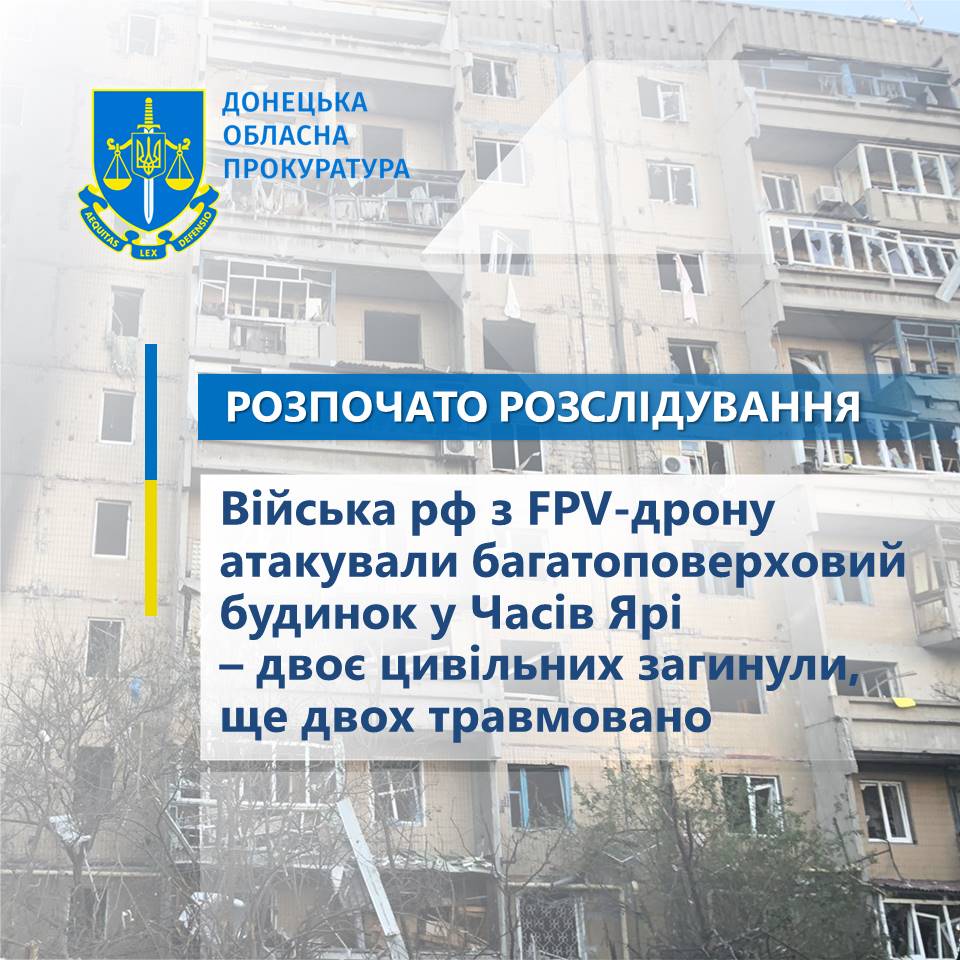 ДОНЕЦЬКА
ОБЛАСНА
ПРОКУРАТУРА
AEQUITAS
LEX
DEFENSIO
РОЗПОЧАТО РОЗСЛІДУВАННЯ
Війська рф з FPV-дрону
атакували багатоповерховий
будинок у Часів Ярі
– двоє цивільних загинули,
ще двох травмовано